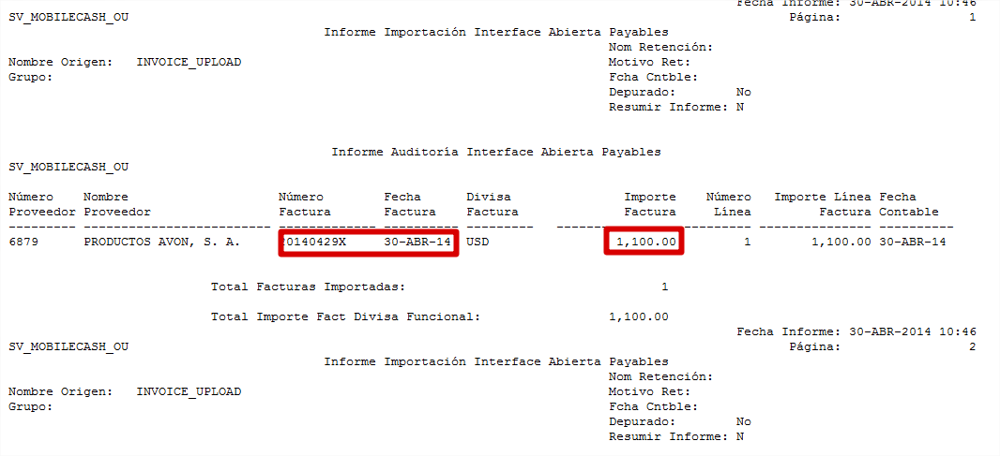 Fecha Informe: 30-ABR-2014 10:46
SV_MOBILECASH_OU Página: 1
Informe Importación Interface Abierta Payables
Nom Retención:
Nombre Origen: INVOICE_UPLOAD Motivo Ret:
Grupo: Fcha Cntble:
Depurado: No
Resumir Informe: N
Informe Auditoría Interface Abierta Payables
SV_MOBILECASH_OU
Número Nombre Número Fecha Divisa Importe Número Importe Línea Fecha
Proveedor Proveedor Factura Factura Factura Factura Línea Factura Contable
--------- ------------------------- ------------- --------- --------- ---------------- --------- ------------- ----------
6879 PRODUCTOS AVON, S. A. 20140429X 30-ABR-14 USD 1,100.00 1 1,100.00 30-ABR-14
Total Facturas Importadas: 1
Total Importe Fact Divisa Funcional: 1,100.00
Fecha Informe: 30-ABR-2014 10:46
SV_MOBILECASH_OU Página: 2
Informe Importación Interface Abierta Payables
Nom Retención:
Nombre Origen: INVOICE_UPLOAD Motivo Ret:
Grupo: Fcha Cntble:
Depurado: No
Resumir Informe: N